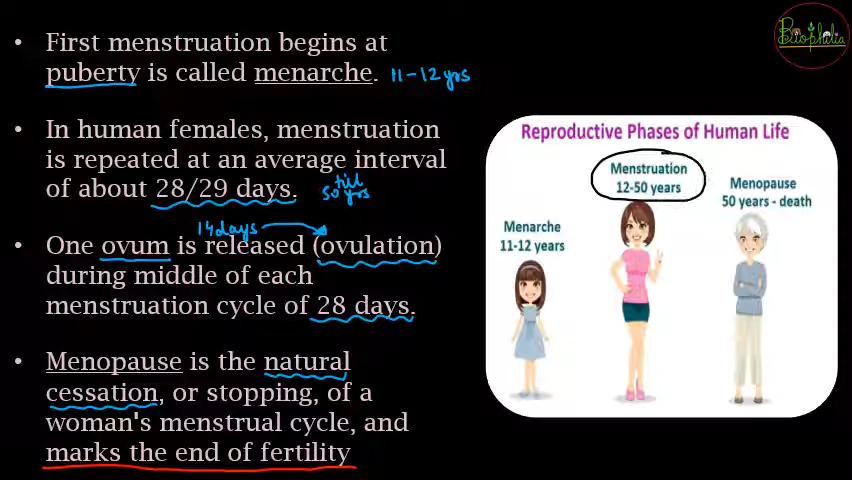 Biophilia
• First menstruation begins at
puberty is called menarche. 11-12 yrs
• In human females, menstruation
is repeated at an average interval
of about 28/29 days. till 50 yrs
14 days
• One ovum is released (ovulation)
during middle of each
menstruation cycle of 28 days.
• Menopause is the natural
cessation, or stopping, of a
woman's menstrual cycle, and
marks the end of fertility
Reproductive Phases of Human Life
Menstruation
12-50 years
Menopause
50 years - death
Menarche
11-12 years